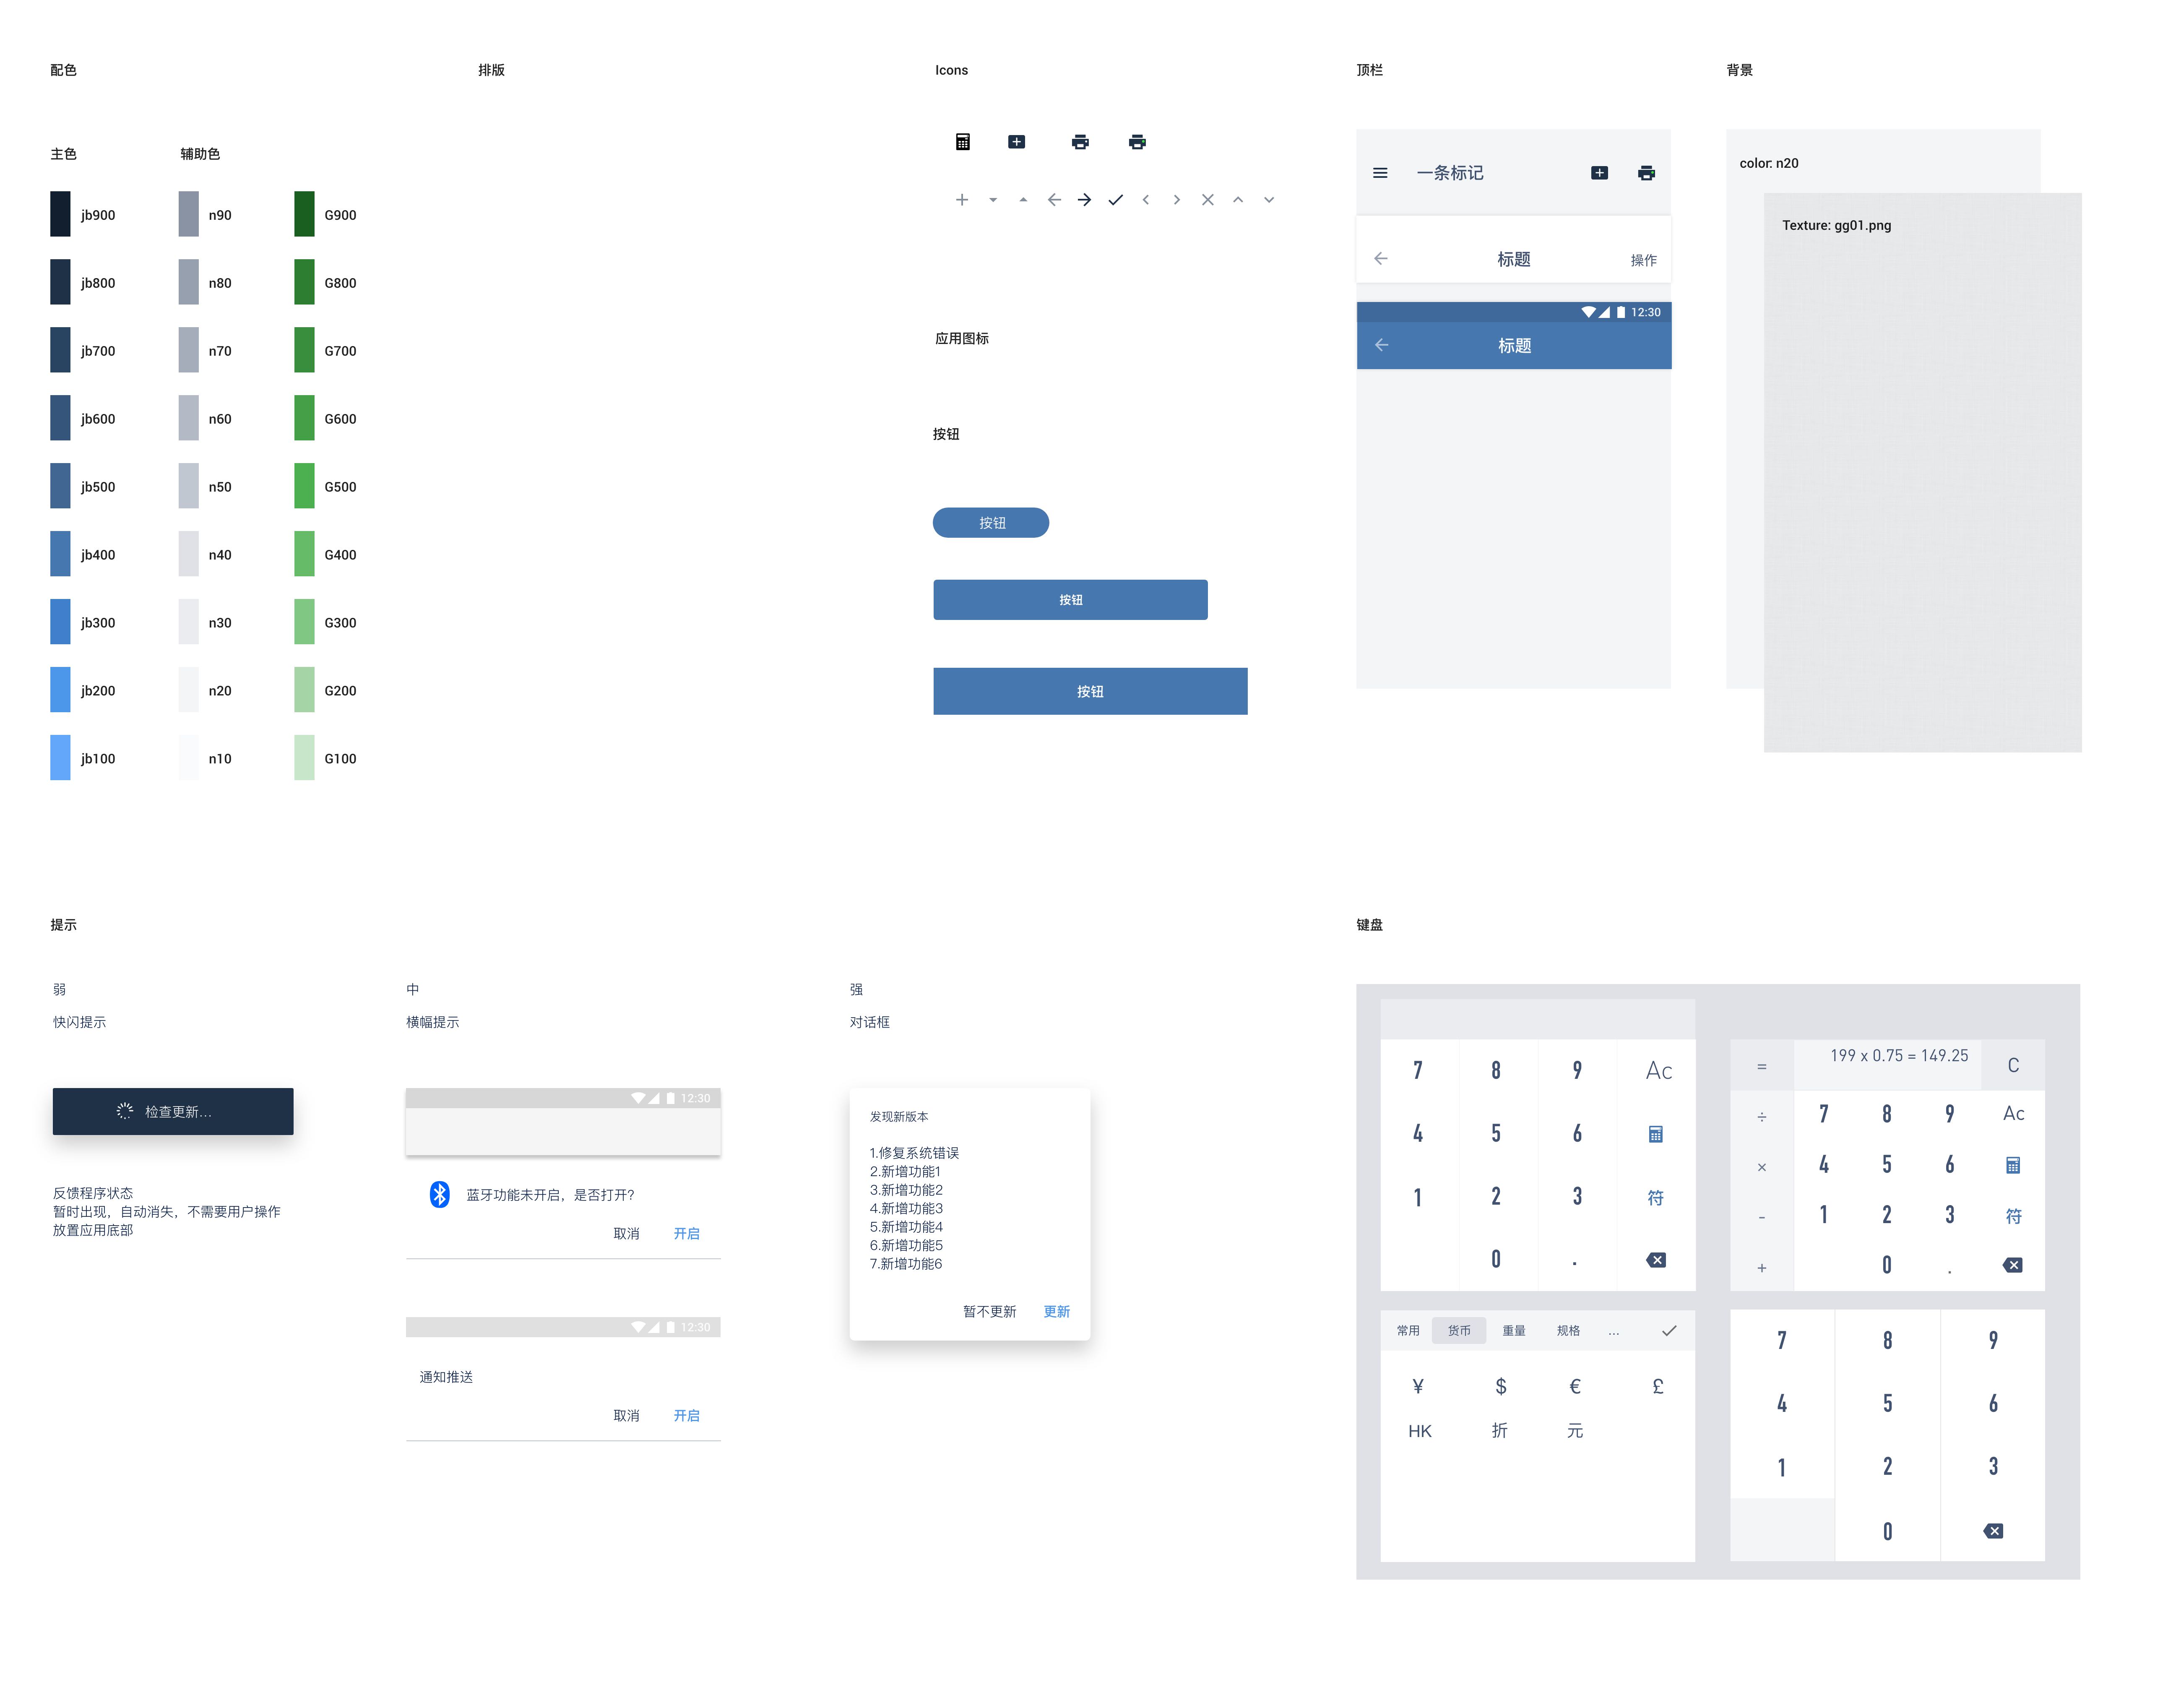 配色
排版
Icons
顶栏
背景
主色
辅助色
jb900
n90
G900
jb800
n80
G800
jb700
n70
G700
jb600
n60
G600
jb500
n50
G500
jb400
n40
G400
jb300
n30
G300
jb200
n20
G200
jb100
n10
G100
应用图标
按钮
按钮
按钮
按钮
一条标记
标题
操作
12:30
标题
color: n20
Texture: gg01.png
提示
弱
快闪提示
检查更新...
反馈程序状态
暂时出现，自动消失，不需要用户操作
放置应用底部
中
横幅提示
12:30
蓝牙功能未开启，是否打开?
取消
开启
12:30
通知推送
取消
开启
强
对话框
发现新版本
1.修复系统错误
2.新增功能1
3.新增功能2
4.新增功能3
5.新增功能4
6.新增功能5
7.新增功能6
暂不更新
更新
键盘
7 8 9 Ac
4 5 6
1 2 3 符
0 .
= 199 x 0.75 = 149.25 C
÷ 7 8 9 Ac
× 4 5 6
- 1 2 3 符
+ 0 .
常用 货币 重量 规格 ...
¥ $ € £
HK 折 元
7 8 9
4 5 6
1 2 3
0